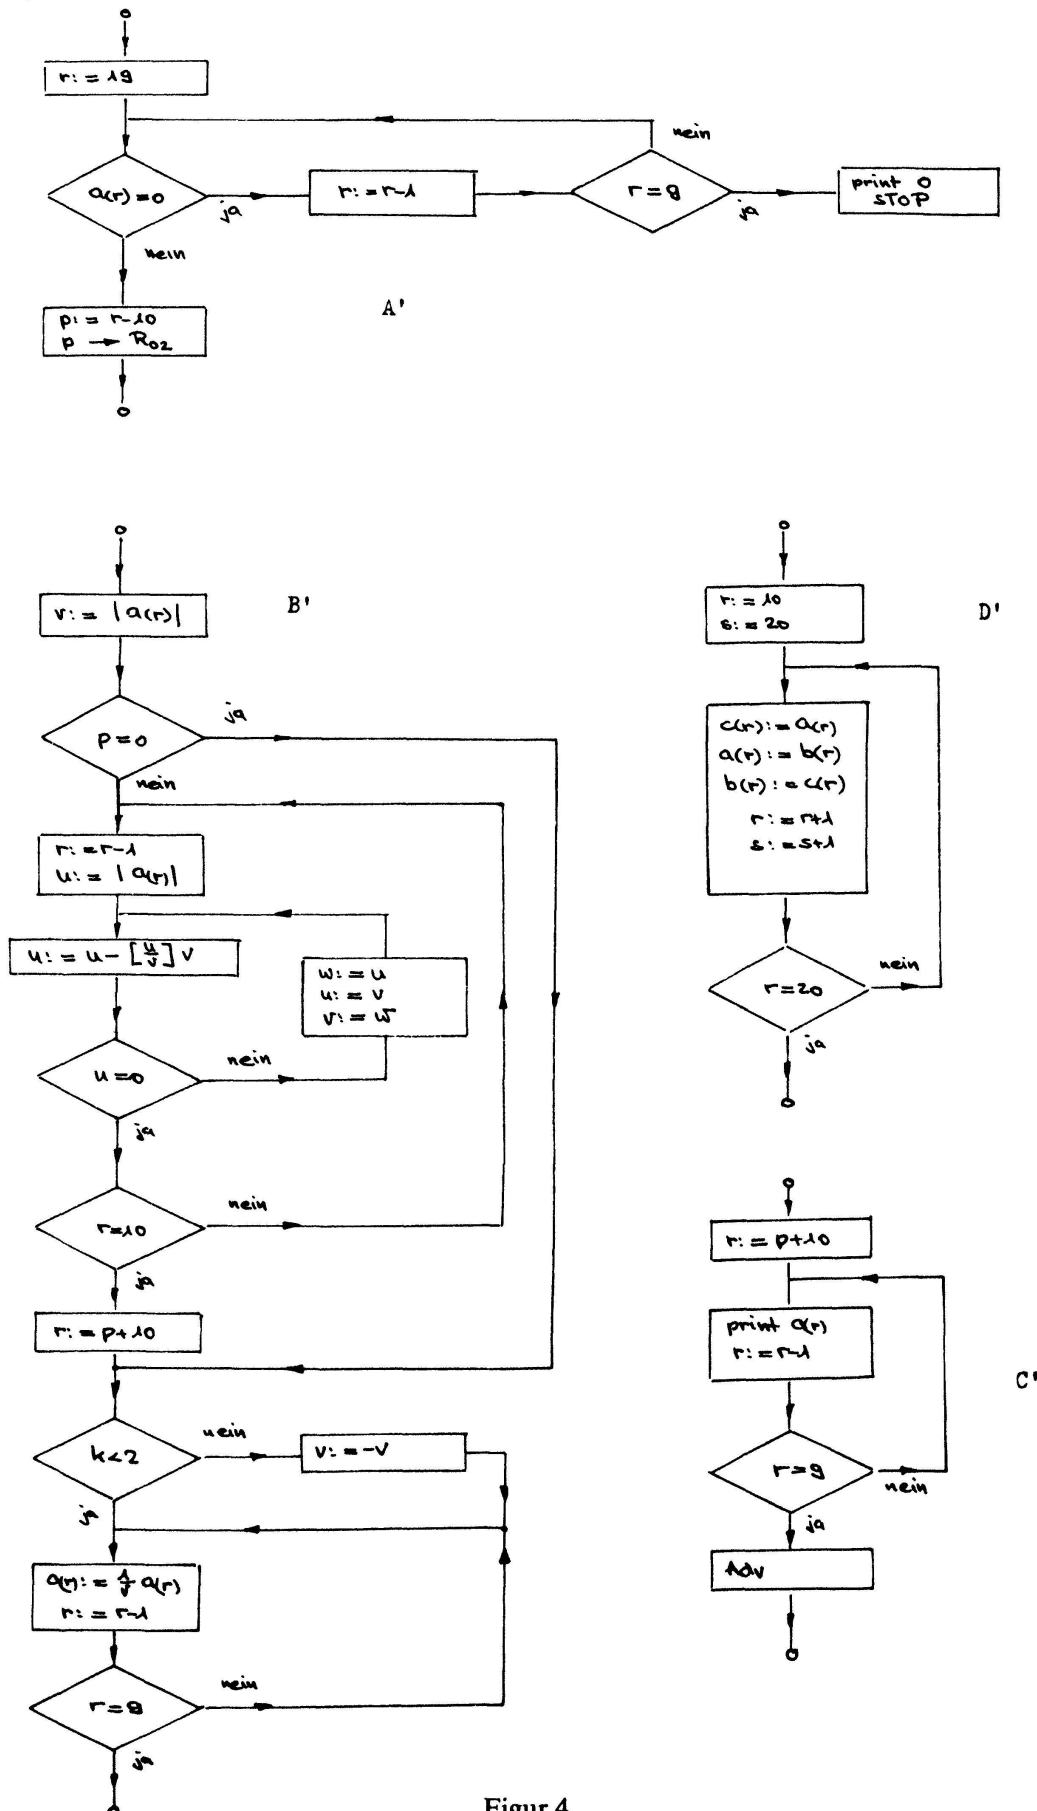 r:=19
a(r)=0
ja
nein
r:=r-1
r=9
nein
ja
print 0
STOP
p:=r-10
p → R02
A'
B'
v:=|a(r)|
p=0
ja
nein
r:=r-1
u:=|a(r)|
u:=u-[u/v]v
w:=u
u:=v
v:=w
u=0
nein
ja
r=10
nein
ja
r:=p+10
k<2
nein
v:=-v
ja
a(r):=1/v a(r)
r:=r-1
r=9
nein
ja
D'
r:=10
s:=20
c(r):=a(r)
a(r):=b(r)
b(r):=c(r)
r:=r+1
s:=s+1
r=20
nein
ja
r:=p+10
print a(r)
r:=r-1
C'
r=9
nein
ja
Adv
Figur 4